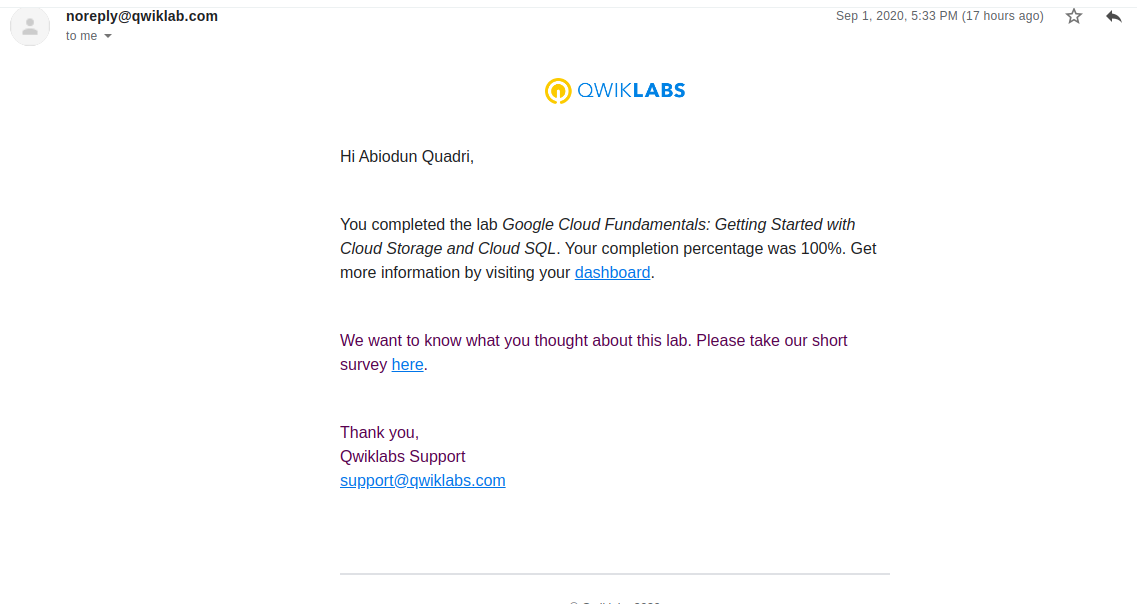 noreply@qwiklab.com
Sep 1, 2020, 5:33 PM (17 hours ago)
to me
QWIKLABS
Hi Abiodun Quadri,
You completed the lab Google Cloud Fundamentals: Getting Started with
Cloud Storage and Cloud SQL. Your completion percentage was 100%. Get
more information by visiting your dashboard.
We want to know what you thought about this lab. Please take our short
survey here.
Thank you,
Qwiklabs Support
support@qwiklabs.com